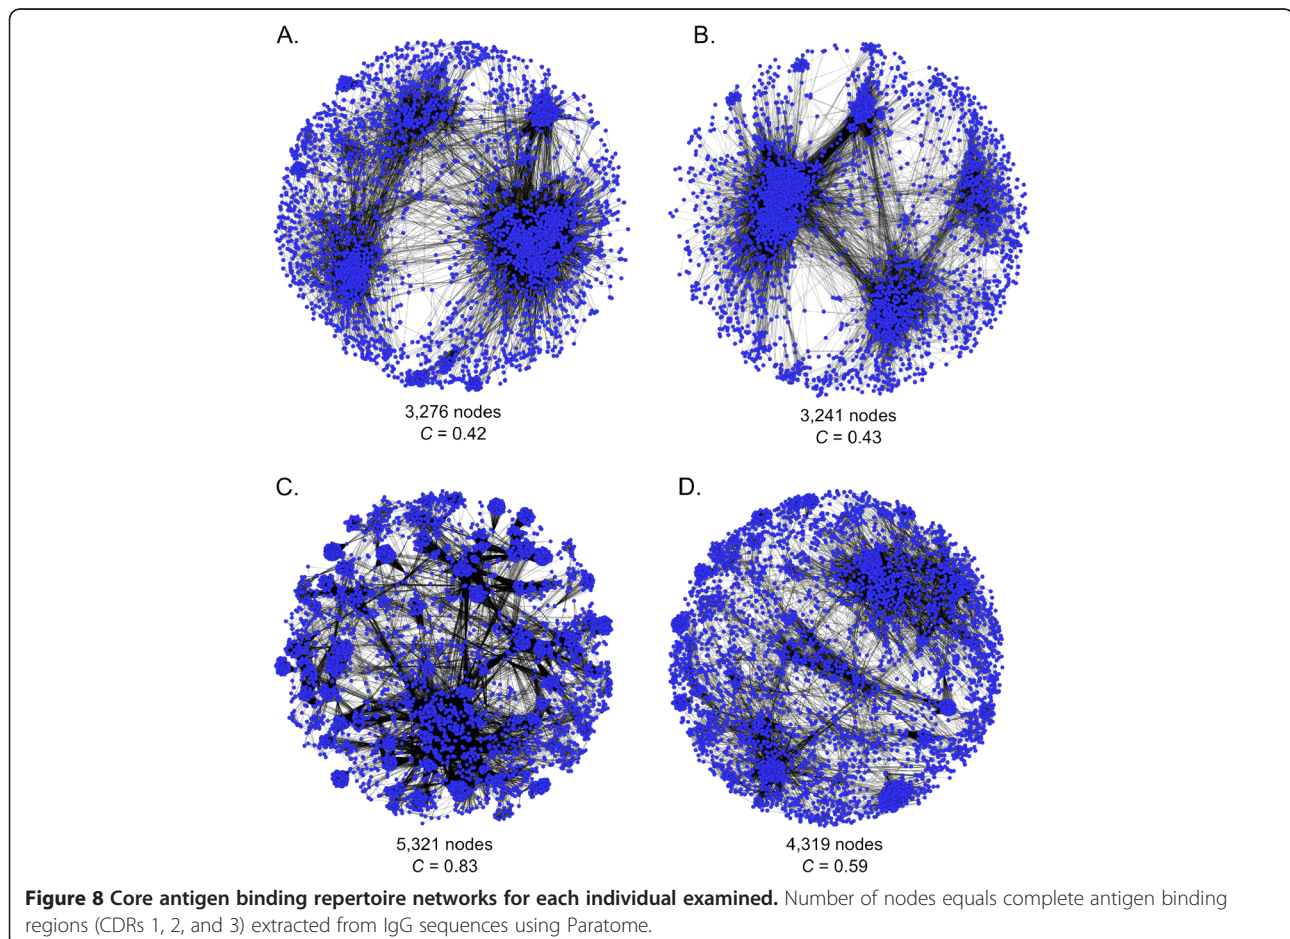 A.
B.
3,276 nodes
C = 0.42
3,241 nodes
C = 0.43
C.
D.
5,321 nodes
C = 0.83
4,319 nodes
C = 0.59
Figure 8 Core antigen binding repertoire networks for each individual examined. Number of nodes equals complete antigen binding
regions (CDRs 1, 2, and 3) extracted from IgG sequences using Paratome.